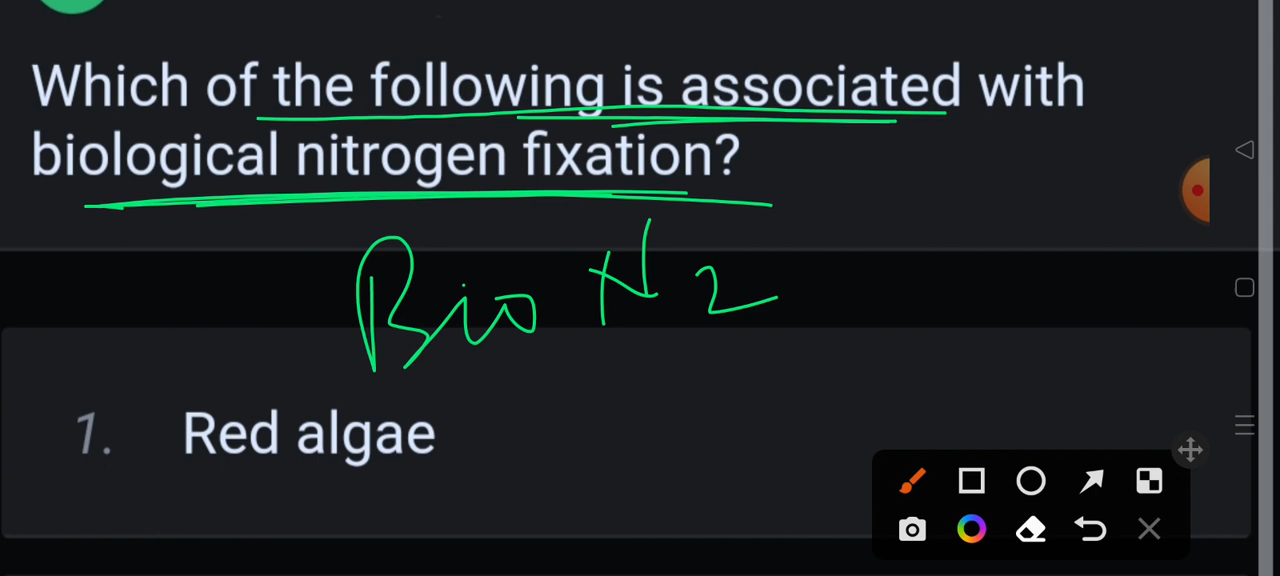 Which of the following is associated with
biological nitrogen fixation?
Bio N2
1. Red algae